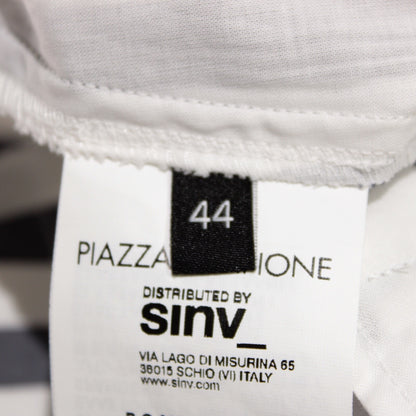 44
PIAZZA IONE
DISTRIBUTED BY
sinv_
VIA LAGO DI MISURINA 65
36015 SCHIO (VI) ITALY
www.sinv.com